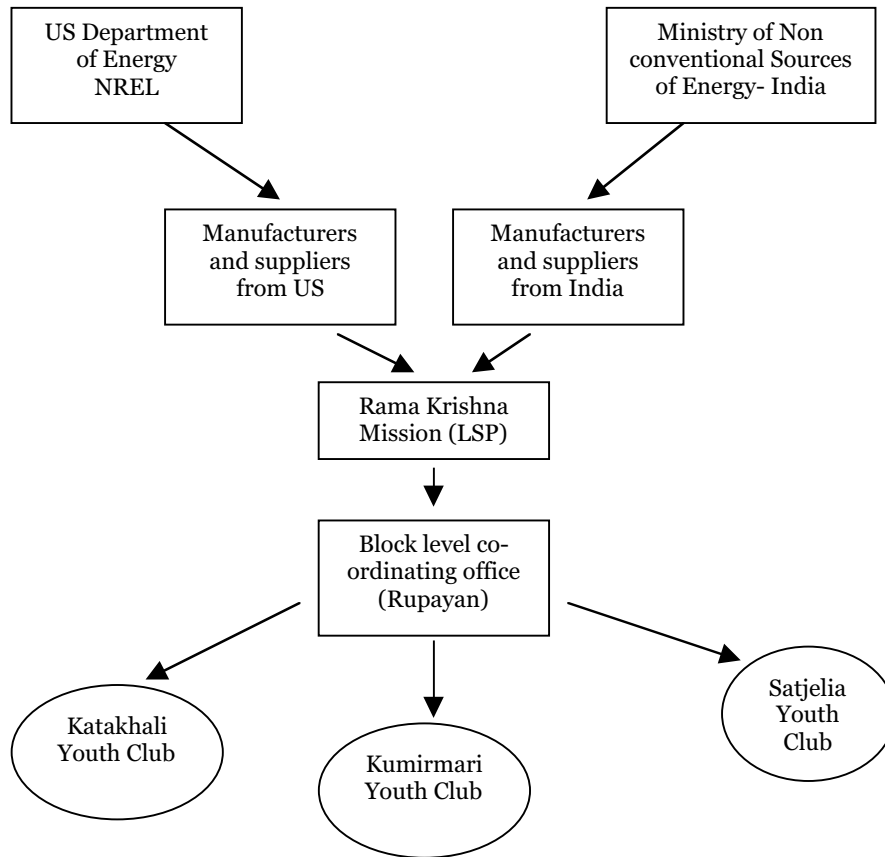 US Department
of Energy
NREL
Ministry of Non
conventional Sources
of Energy- India
Manufacturers
and suppliers
from US
Manufacturers
and suppliers
from India
Rama Krishna
Mission (LSP)
Block level co-
ordinating office
(Rupayan)
Katakhali
Youth Club
Kumirmari
Youth Club
Satjelia
Youth
Club